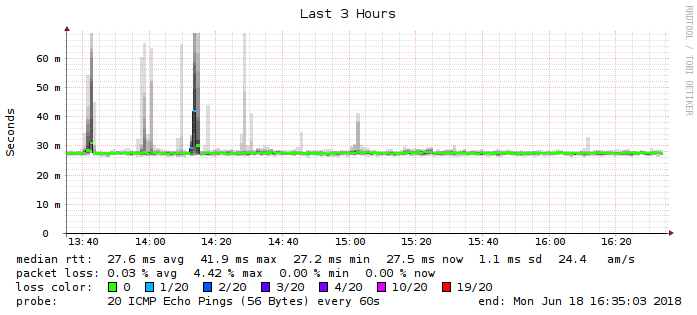 Last 3 Hours
RRDTOOL / TOBI OETIKER
Seconds
60 m
50 m
40 m
30 m
20 m
10 m
0
13:40 14:00 14:20 14:40 15:00 15:20 15:40 16:00 16:20
median rtt: 27.6 ms avg 41.9 ms max 27.2 ms min 27.5 ms now 1.1 ms sd 24.4 am/s
packet loss: 0.03 % avg 4.42 % max 0.00 % min 0.00 % now
loss color: 0 1/20 2/20 3/20 4/20 10/20 19/20
probe: 20 ICMP Echo Pings (56 Bytes) every 60s end: Mon Jun 18 16:35:03 2018